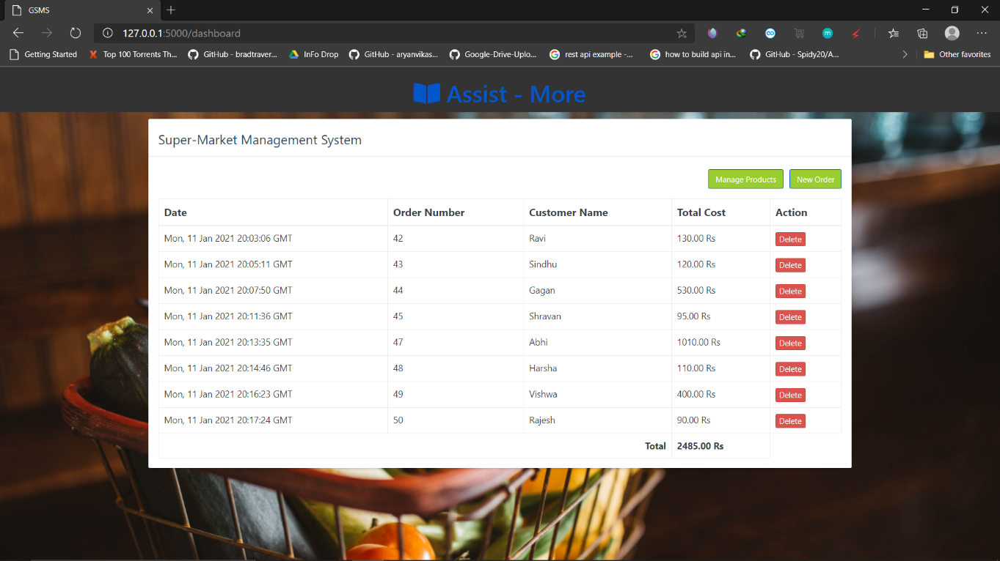 GSMS
127.0.0.1:5000/dashboard
Getting Started Top 100 Torrents Th... GitHub - bradtraver... InFo Drop GitHub - aryanvikas... Google-Drive-Uplo... rest api example -... how to build api in... GitHub - Spidy20/A... Other favorites
Assist - More
Super-Market Management System
Manage Products New Order
Date Order Number Customer Name Total Cost Action
Mon, 11 Jan 2021 20:03:06 GMT 42 Ravi 130.00 Rs Delete
Mon, 11 Jan 2021 20:05:11 GMT 43 Sindhu 120.00 Rs Delete
Mon, 11 Jan 2021 20:07:50 GMT 44 Gagan 530.00 Rs Delete
Mon, 11 Jan 2021 20:11:36 GMT 45 Shravan 95.00 Rs Delete
Mon, 11 Jan 2021 20:13:35 GMT 47 Abhi 1010.00 Rs Delete
Mon, 11 Jan 2021 20:14:46 GMT 48 Harsha 110.00 Rs Delete
Mon, 11 Jan 2021 20:16:23 GMT 49 Vishwa 400.00 Rs Delete
Mon, 11 Jan 2021 20:17:24 GMT 50 Rajesh 90.00 Rs Delete
Total 2485.00 Rs